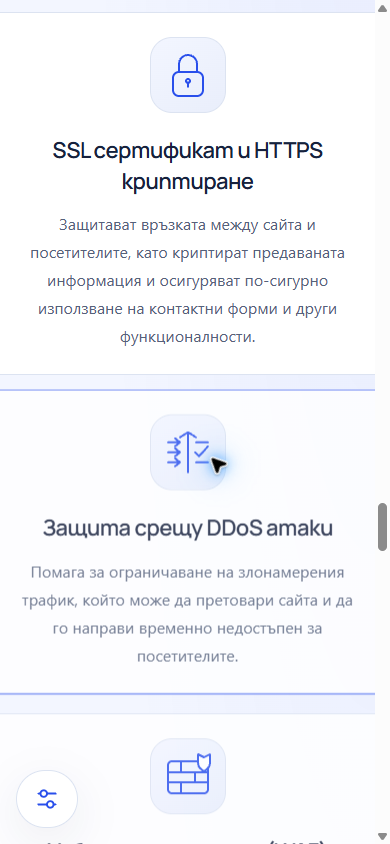 SSL сертификат и HTTPS
криптиране
Защитават връзката между сайта и
посетителите, като криптират предаваната
информация и осигуряват по-сигурно
използване на контактни форми и други
функционалности.
Защита срещу DDoS атаки
Помага за ограничаване на злонамерения
трафик, който може да претовари сайта и да
го направи временно недостъпен за
посетителите.